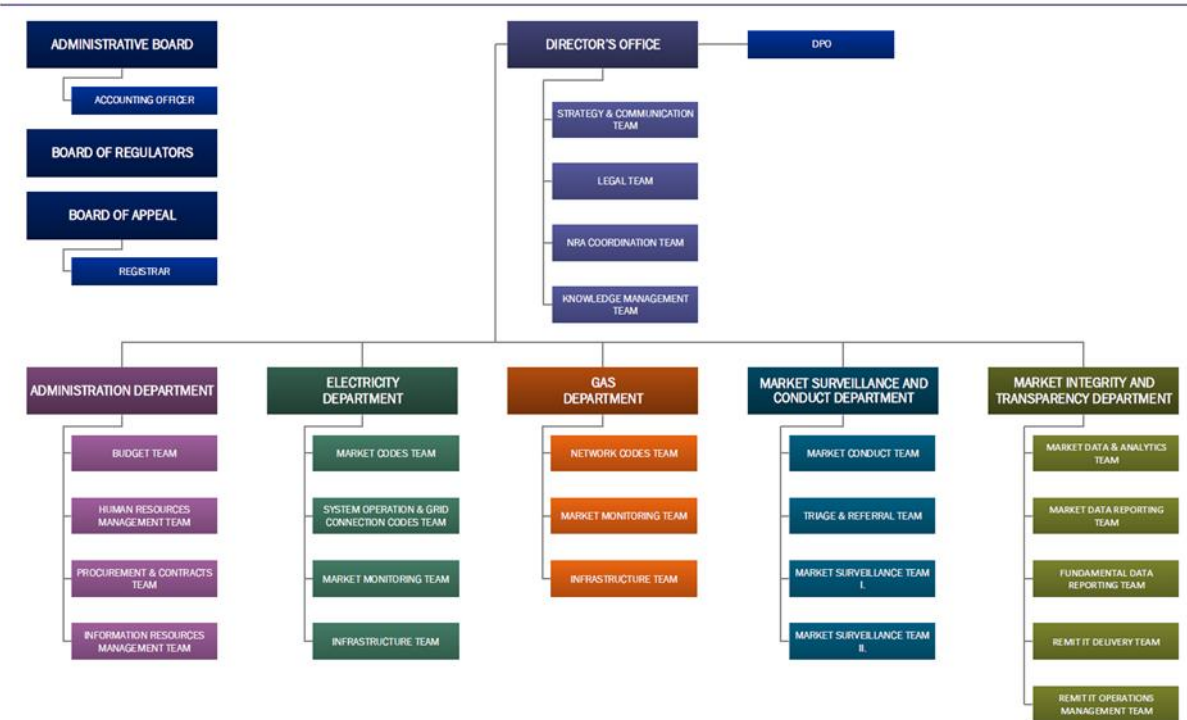 ADMINISTRATIVE BOARD
ACCOUNTING OFFICER
BOARD OF REGULATORS
BOARD OF APPEAL
REGISTRAR
DIRECTOR'S OFFICE
DPO
STRATEGY & COMMUNICATION
TEAM
LEGAL TEAM
NRA COORDINATION TEAM
KNOWLEDGE MANAGEMENT
TEAM
ADMINISTRATION DEPARTMENT
BUDGET TEAM
HUMAN RESOURCES
MANAGEMENT TEAM
PROCUREMENT & CONTRACTS
TEAM
INFORMATION RESOURCES
MANAGEMENT TEAM
ELECTRICITY
DEPARTMENT
MARKET CODES TEAM
SYSTEM OPERATION & GRID
CONNECTION CODES TEAM
MARKET MONITORING TEAM
INFRASTRUCTURE TEAM
GAS
DEPARTMENT
NETWORK CODES TEAM
MARKET MONITORING TEAM
INFRASTRUCTURE TEAM
MARKET SURVEILLANCE AND
CONDUCT DEPARTMENT
MARKET CONDUCT TEAM
TRIAGE & REFERRAL TEAM
MARKET SURVEILLANCE TEAM
I.
MARKET SURVEILLANCE TEAM
II.
MARKET INTEGRITY AND
TRANSPARENCY DEPARTMENT
MARKET DATA & ANALYTICS
TEAM
MARKET DATA REPORTING
TEAM
FUNDAMENTAL DATA
REPORTING TEAM
REMIT IT DELIVERY TEAM
REMIT IT OPERATIONS
MANAGEMENT TEAM